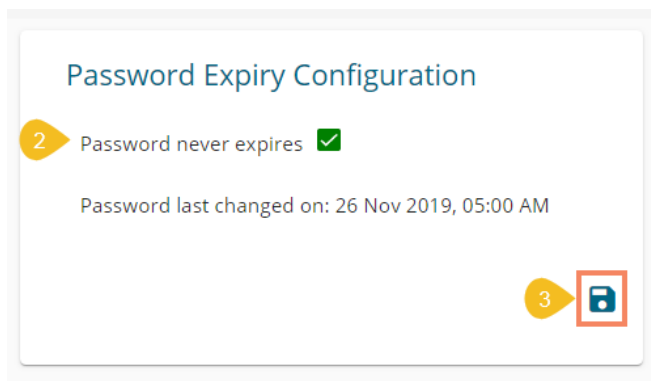 Password Expiry Configuration
2 Password never expires
Password last changed on: 26 Nov 2019, 05:00 AM
3